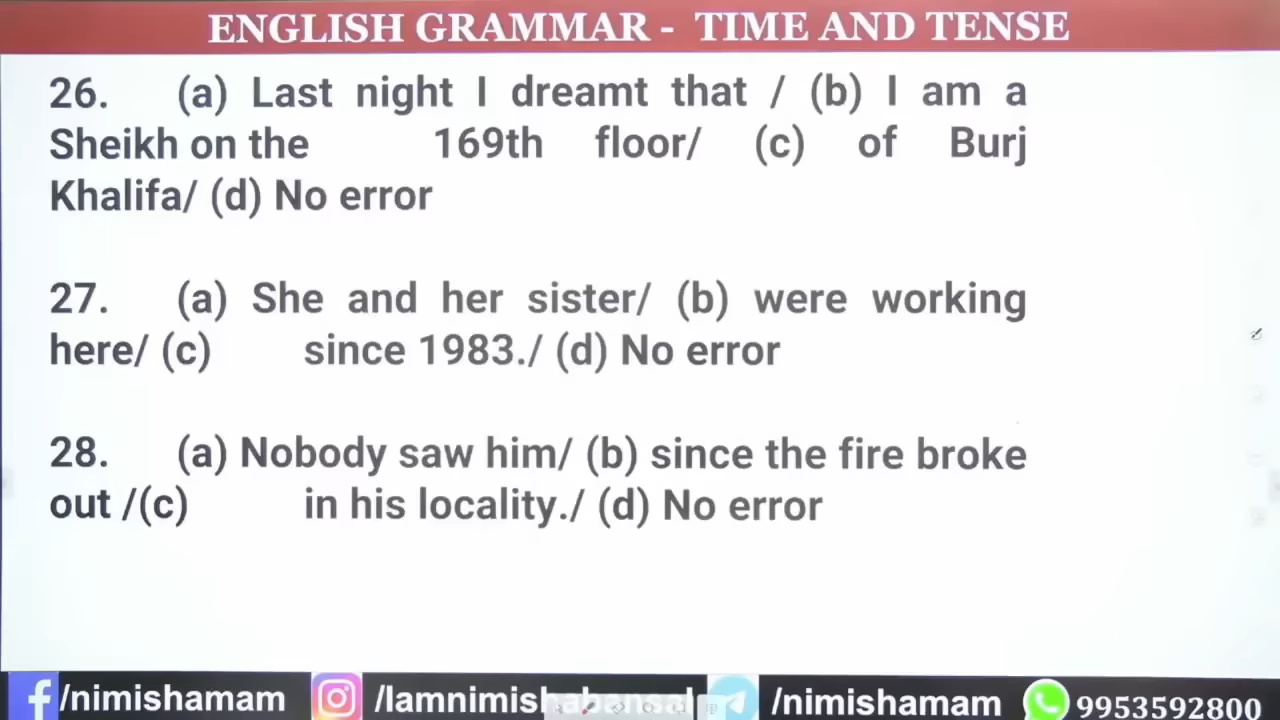 ENGLISH GRAMMAR - TIME AND TENSE
26. (a) Last night I dreamt that / (b) I am a
Sheikh on the 169th floor/ (c) of Burj
Khalifa/ (d) No error
27. (a) She and her sister/ (b) were working
here/ (c) since 1983./ (d) No error
28. (a) Nobody saw him/ (b) since the fire broke
out /(c) in his locality./ (d) No error
/nimishamam /Iamnimishabansal /nimishamam 9953592800